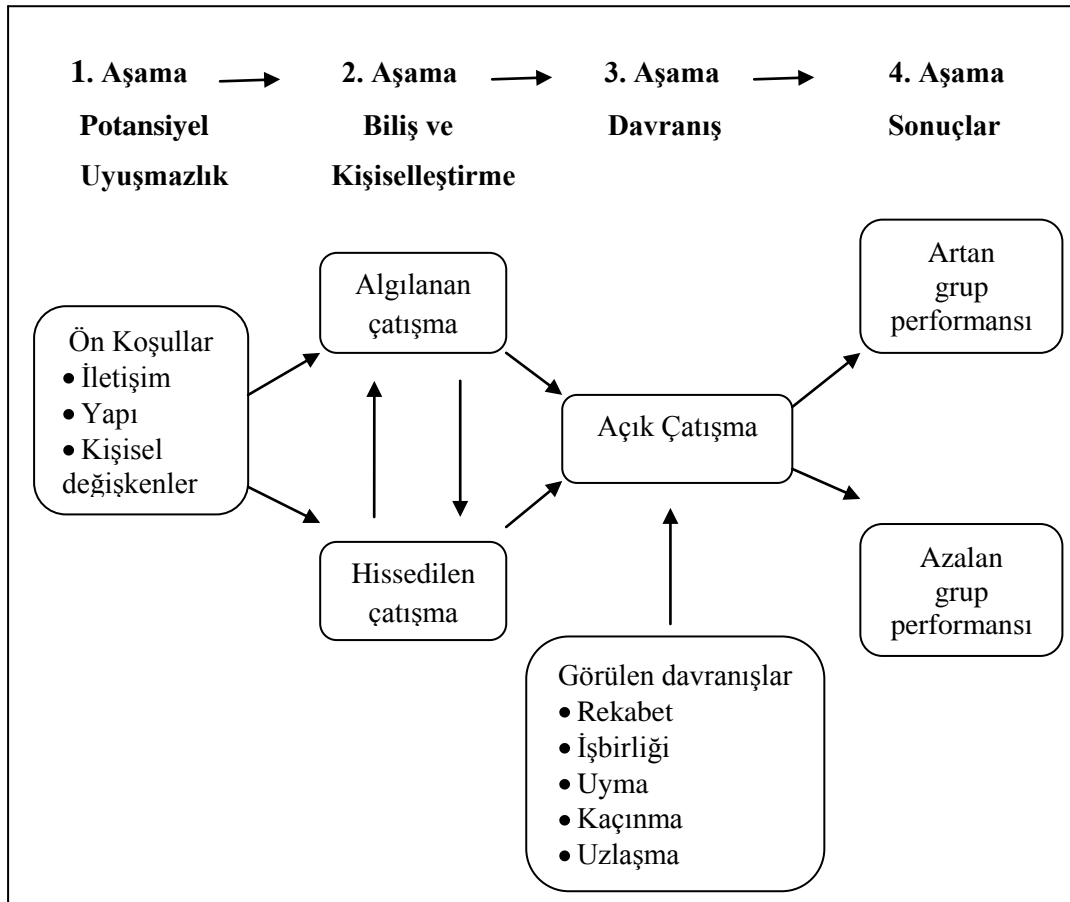 1. Aşama
Potansiyel
Uyuşmazlık
2. Aşama
Biliş ve
Kişiselleştirme
3. Aşama
Davranış
4. Aşama
Sonuçlar
Ön Koşullar
• İletişim
• Yapı
• Kişisel
değişkenler
Algılanan
çatışma
Hissedilen
çatışma
Açık Çatışma
Görülen davranışlar
• Rekabet
• İşbirliği
• Uyma
• Kaçınma
• Uzlaşma
Artan
grup
performansı
Azalan
grup
performansı